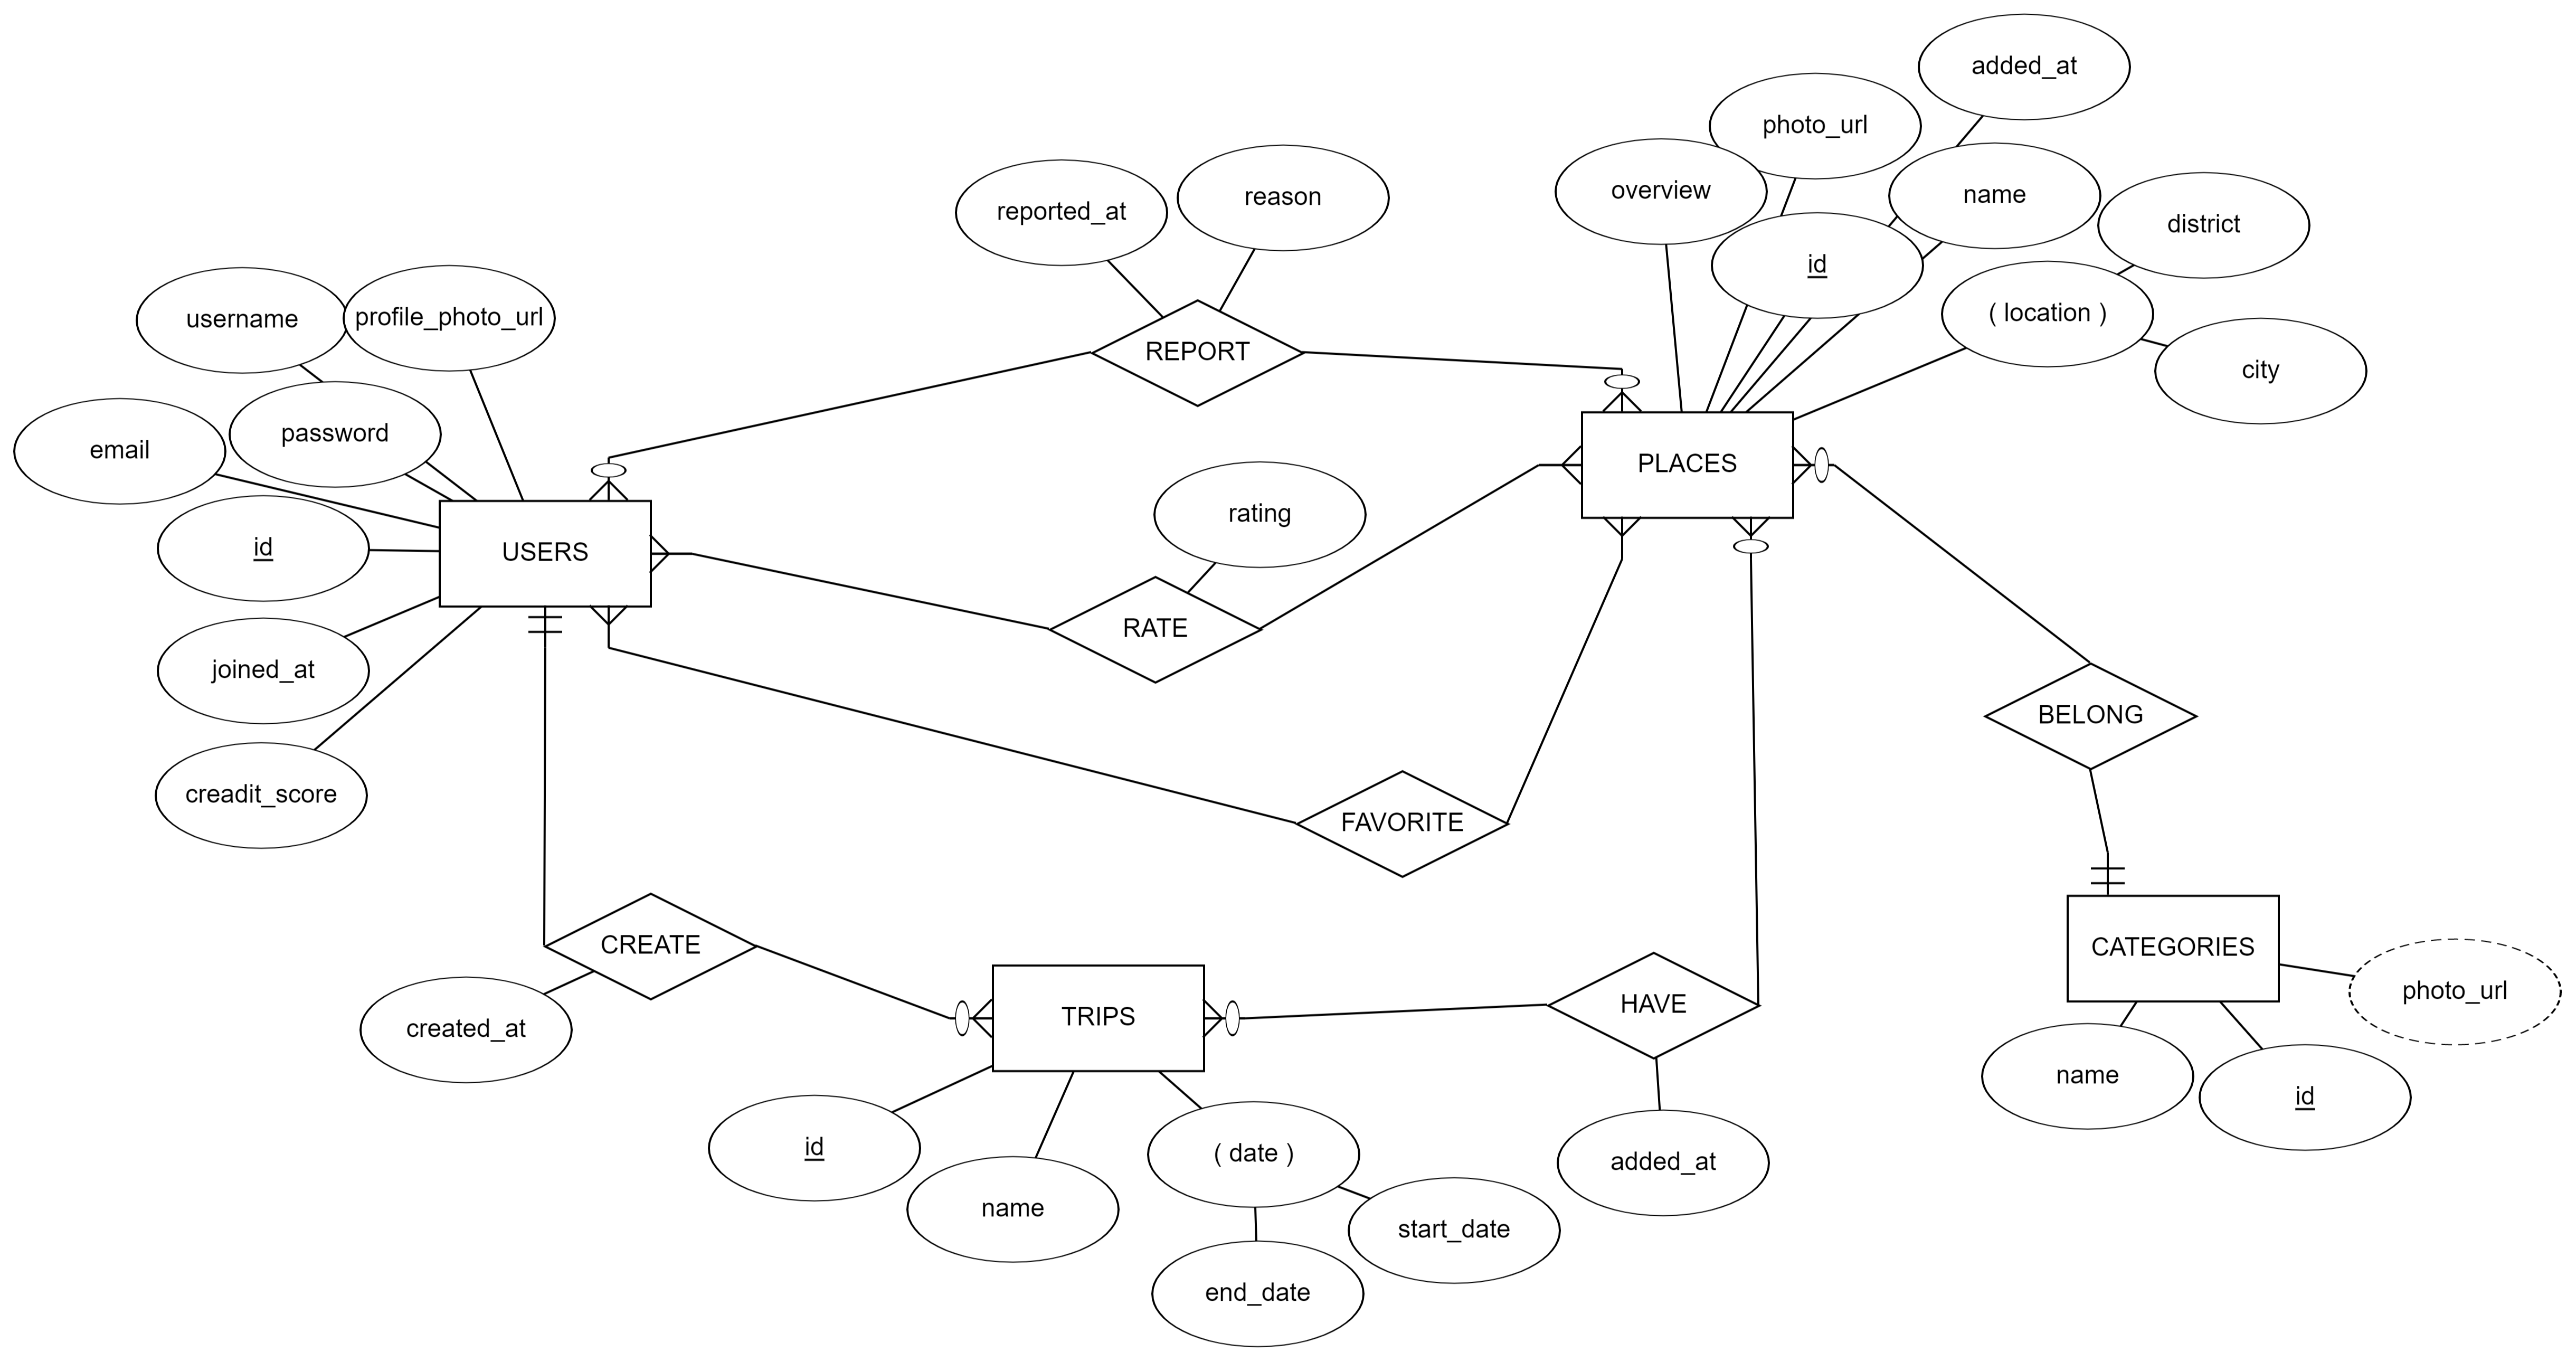 added_at
photo_url
overview
name
reason
reported_at
district
id
( location )
username
profile_photo_url
REPORT
city
password
email
PLACES
rating
id
USERS
RATE
joined_at
BELONG
creadit_score
FAVORITE
CREATE
CATEGORIES
photo_url
HAVE
TRIPS
created_at
name
id
id
( date )
added_at
name
start_date
end_date